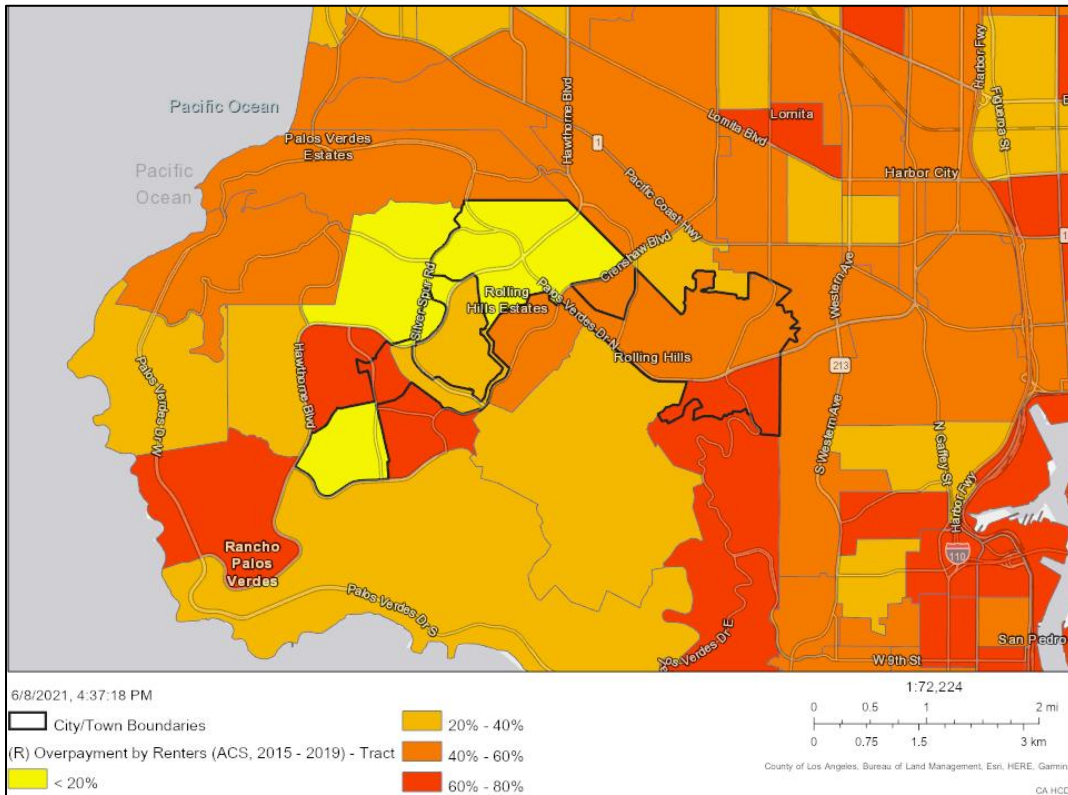 Pacific Ocean
Pacific
Ocean
Palos Verdes
Estates
Hawthorne Blvd
1
Lomita Blvd
Lomita
Harbor Fwy
Figueroa St
Harbor City
Pacific Coast Hwy
Crenshaw Blvd
Silver Spur Rd
Rolling
Hills Estates
Palos Verdes Dr N
Rolling Hills
Western Ave
213
S Western Ave
Hawthorne Blvd
Palos Verdes Dr W
N Gaffey St
Harbor Fwy
110
Rancho
Palos
Verdes
Palos Verdes Dr S
los Verdes Dr E
W 9th St
San Pedro
6/8/2021, 4:37:18 PM
City/Town Boundaries
(R) Overpayment by Renters (ACS, 2015 - 2019) - Tract
< 20%
20% - 40%
40% - 60%
60% - 80%
1:72,224
0 0.5 1 2 mi
0 0.75 1.5 3 km
County of Los Angeles, Bureau of Land Management, Esri, HERE, Garmin,
CA HCD